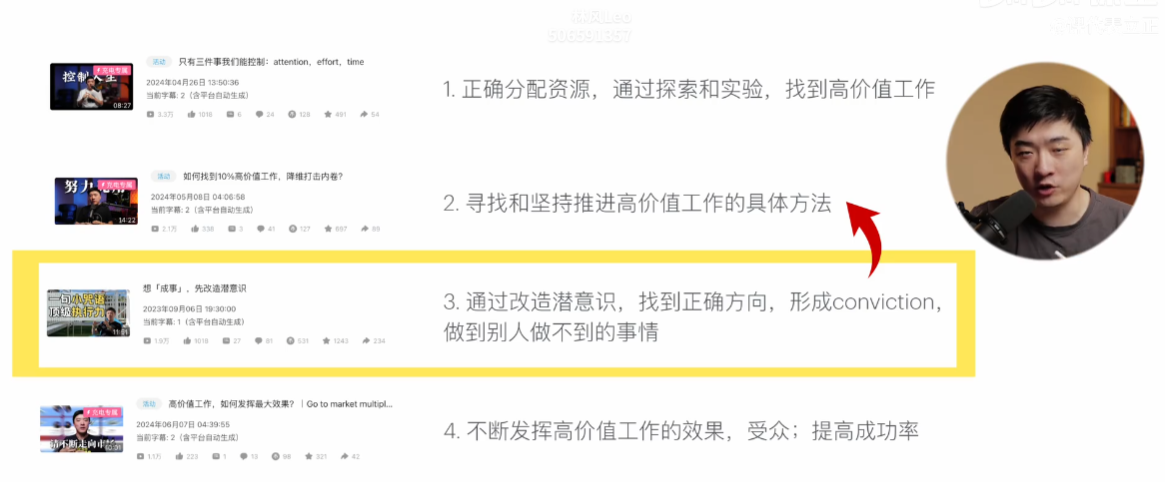 林风Leo
506591357
控制人生
充电专属
08:27
活动 只有三件事我们能控制：attention，effort，time
2024年04月26日 13:50:36
当前字幕: 2（含平台自动生成）
3.3万 1018 6 24 128 491 54
1. 正确分配资源，通过探索和实验，找到高价值工作
充电专属
14:22
活动 如何找到10%高价值工作，降维打击内卷？
2024年05月08日 04:06:58
当前字幕: 2（含平台自动生成）
2.1万 338 3 41 127 697 95
2. 寻找和坚持推进高价值工作的具体方法
一句小咒语
顶级执行力
11:01
想「成事」，先改造潜意识
2023年09月06日 19:30:00
当前字幕: 1（含平台自动生成）
1.9万 1018 27 81 531 1243 234
3. 通过改造潜意识，找到正确方向，形成conviction，
做到别人做不到的事情
充电专属
活动 高价值工作，如何发挥最大效果？｜Go to market multipl...
2024年06月07日 04:39:55
当前字幕: 2（含平台自动生成）
1.1万 223 1 13 98 321 42
4. 不断发挥高价值工作的效果，受众；提高成功率